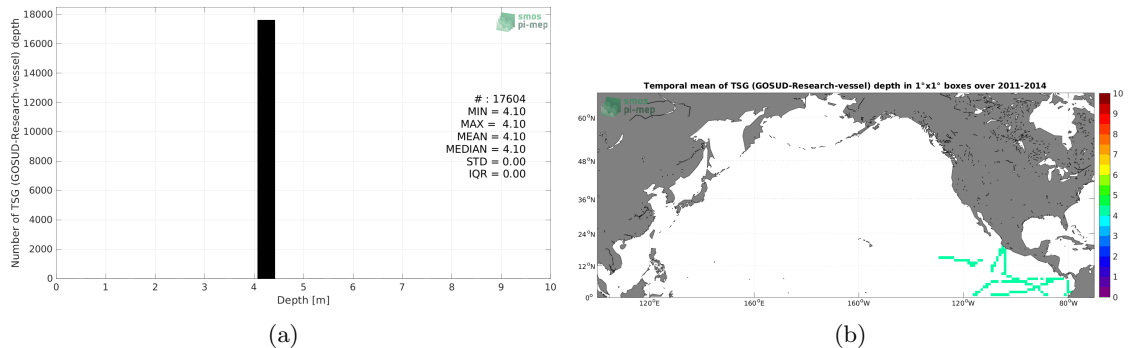 smos
pi-mep
18000
16000
14000
12000
10000
8000
6000
4000
2000
0
Number of TSG (GOSUD-Research-vessel) depth
# : 17604
MIN = 4.10
MAX = 4.10
MEAN = 4.10
MEDIAN = 4.10
STD = 0.00
IQR = 0.00
0 1 2 3 4 5 6 7 8 9 10
Depth [m]
(a)
Temporal mean of TSG (GOSUD-Research-vessel) depth in 1°x1° boxes over 2011-2014
smos
pi-mep
60°N
48°N
36°N
24°N
12°N
0°
120°E 160°E 160°W 120°W 80°W
10
9
8
7
6
5
4
3
2
1
0
(b)